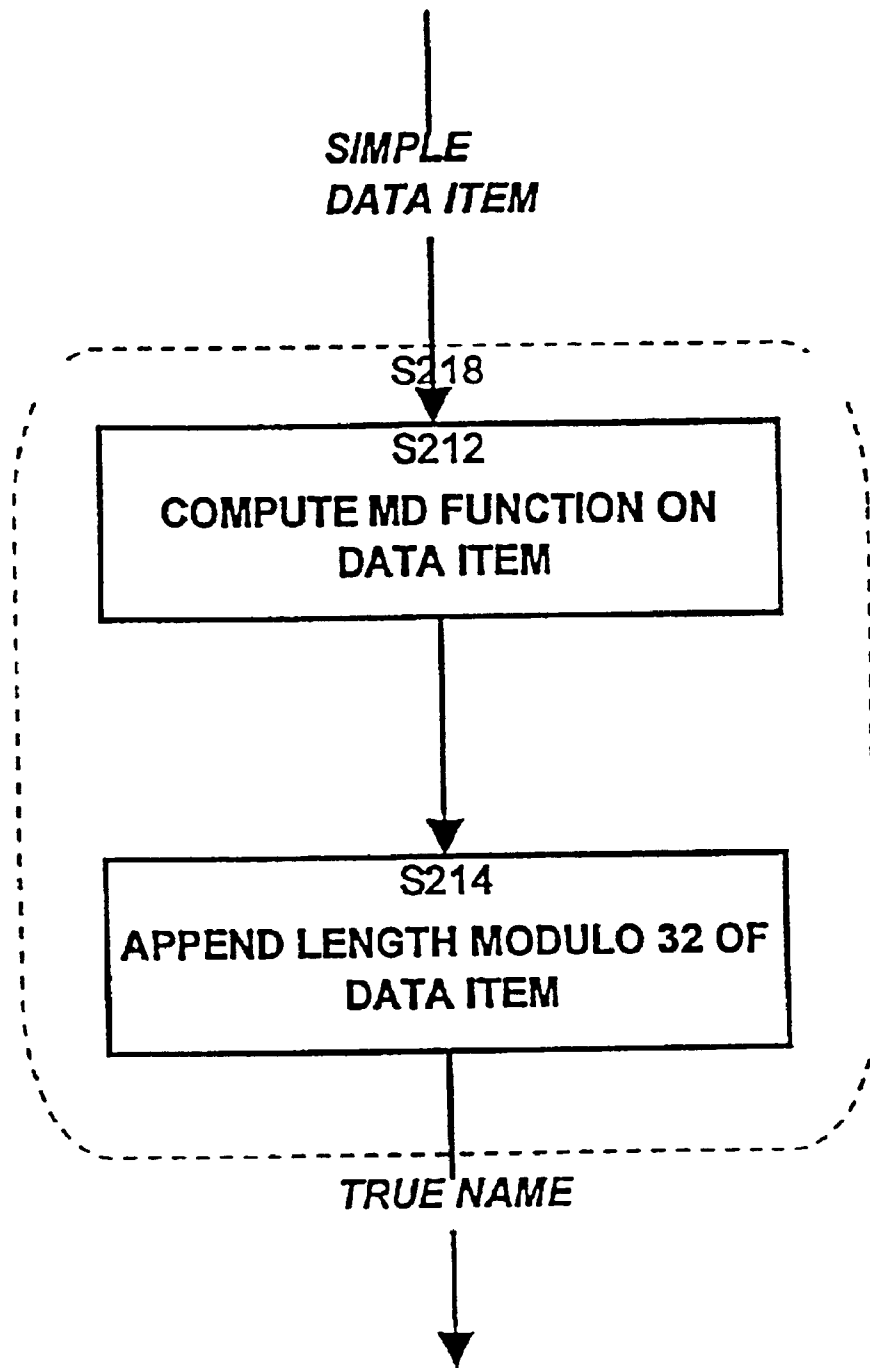 SIMPLE
DATA ITEM
S218
S212
COMPUTE MD FUNCTION ON
DATA ITEM
S214
APPEND LENGTH MODULO 32 OF
DATA ITEM
TRUE NAME